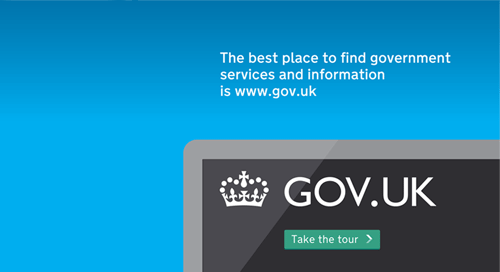 The best place to find government
services and information
is www.gov.uk
GOV.UK
Take the tour